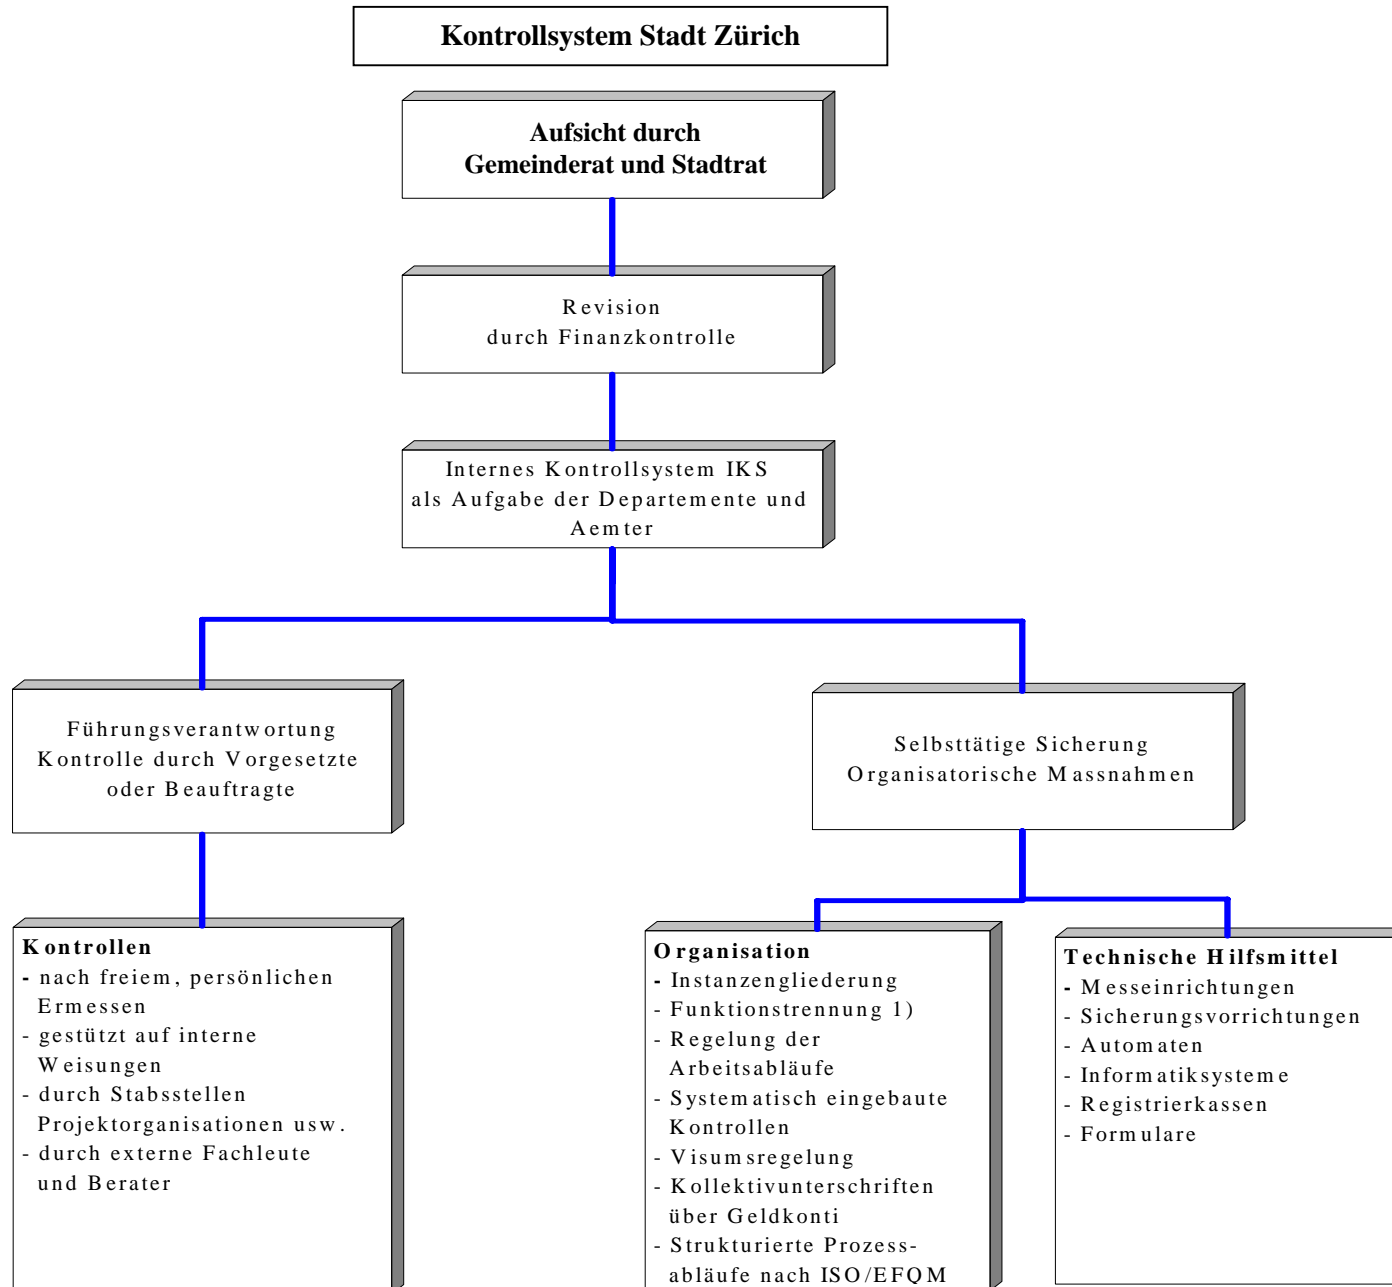 Kontrollsystem Stadt Zürich
Aufsicht durch
Gemeinderat und Stadtrat
Revision
durch Finanzkontrolle
Internes Kontrollsystem IKS
als Aufgabe der Departemente und
Aemter
Führungsverantwortung
Kontrolle durch Vorgesetzte
oder Beauftragte
Selbsttätige Sicherung
Organisatorische Massnahmen
Kontrollen
- nach freiem, persönlichen
Ermessen
- gestützt auf interne
Weisungen
- durch Stabsstellen
Projektorganisationen usw.
- durch externe Fachleute
und Berater
Organisation
- Instanzengliederung
- Funktionstrennung 1)
- Regelung der
Arbeitsabläufe
- Systematisch eingebaute
Kontrollen
- Visumsregelung
- Kollektivunterschriften
über Geldkonti
- Strukturierte Prozess-
abläufe nach ISO/EFQM
Technische Hilfsmittel
- Messeinrichtungen
- Sicherungsvorrichtungen
- Automaten
- Informatiksysteme
- Registrierkassen
- Formulare